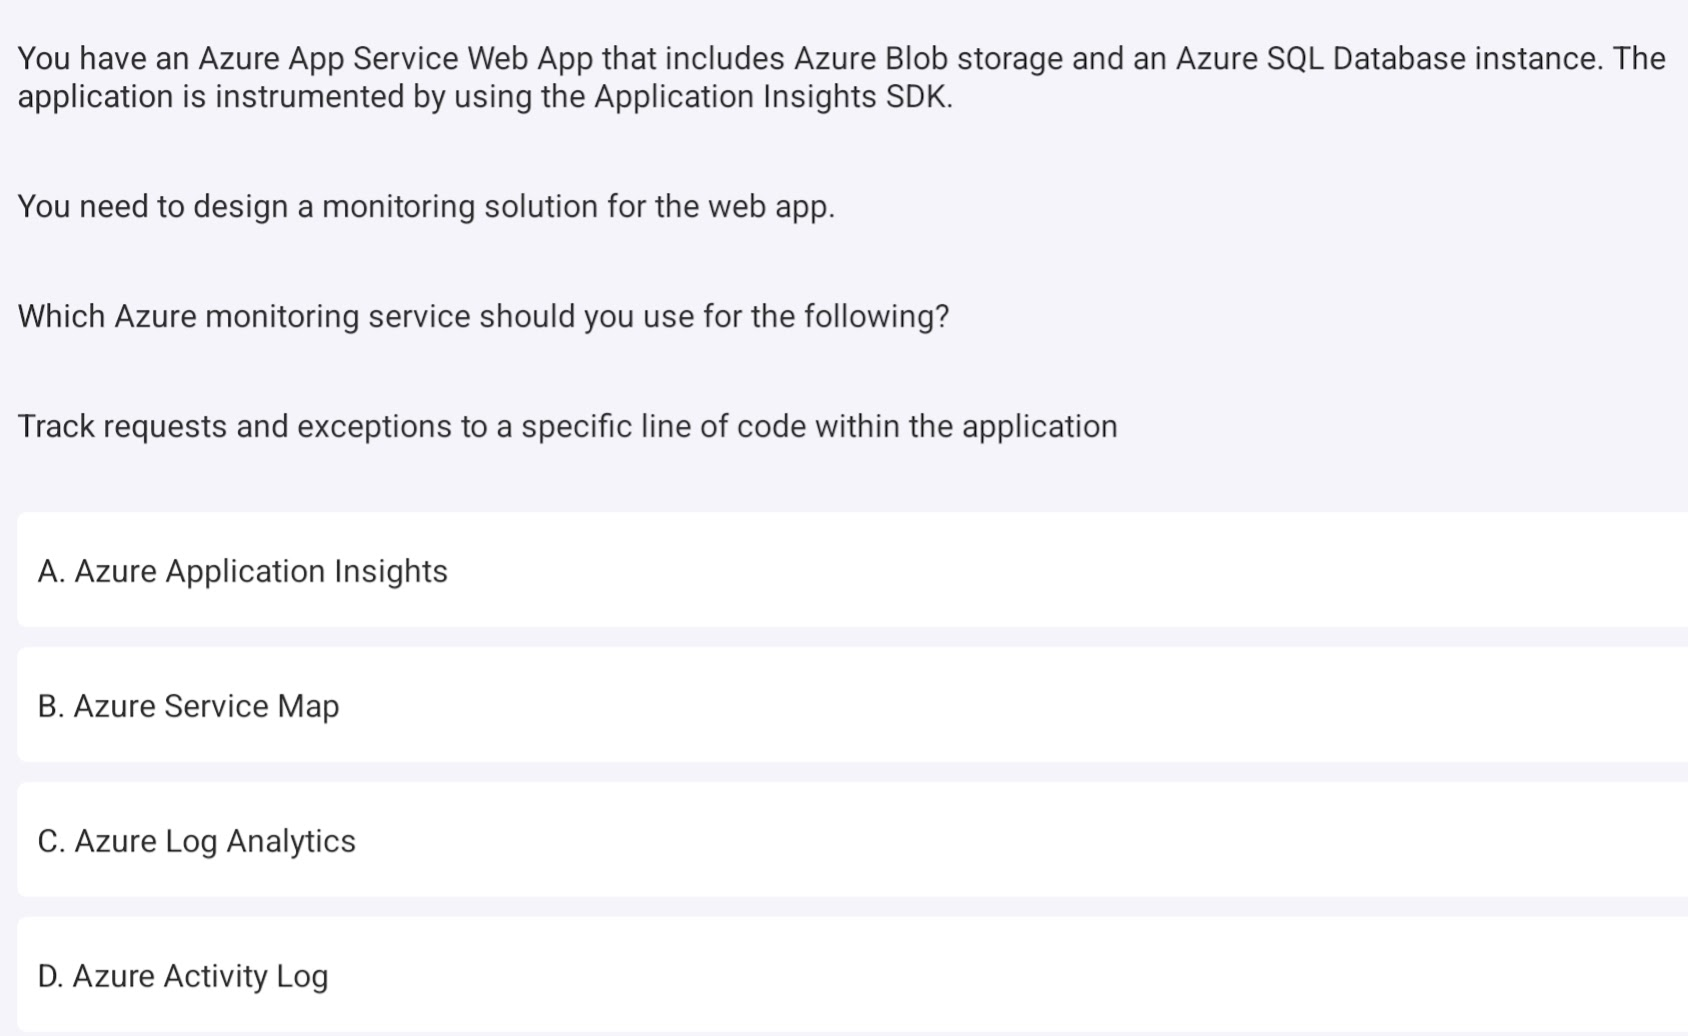 You have an Azure App Service Web App that includes Azure Blob storage and an Azure SQL Database instance. The
application is instrumented by using the Application Insights SDK.
You need to design a monitoring solution for the web app.
Which Azure monitoring service should you use for the following?
Track requests and exceptions to a specific line of code within the application
A. Azure Application Insights
B. Azure Service Map
C. Azure Log Analytics
D. Azure Activity Log